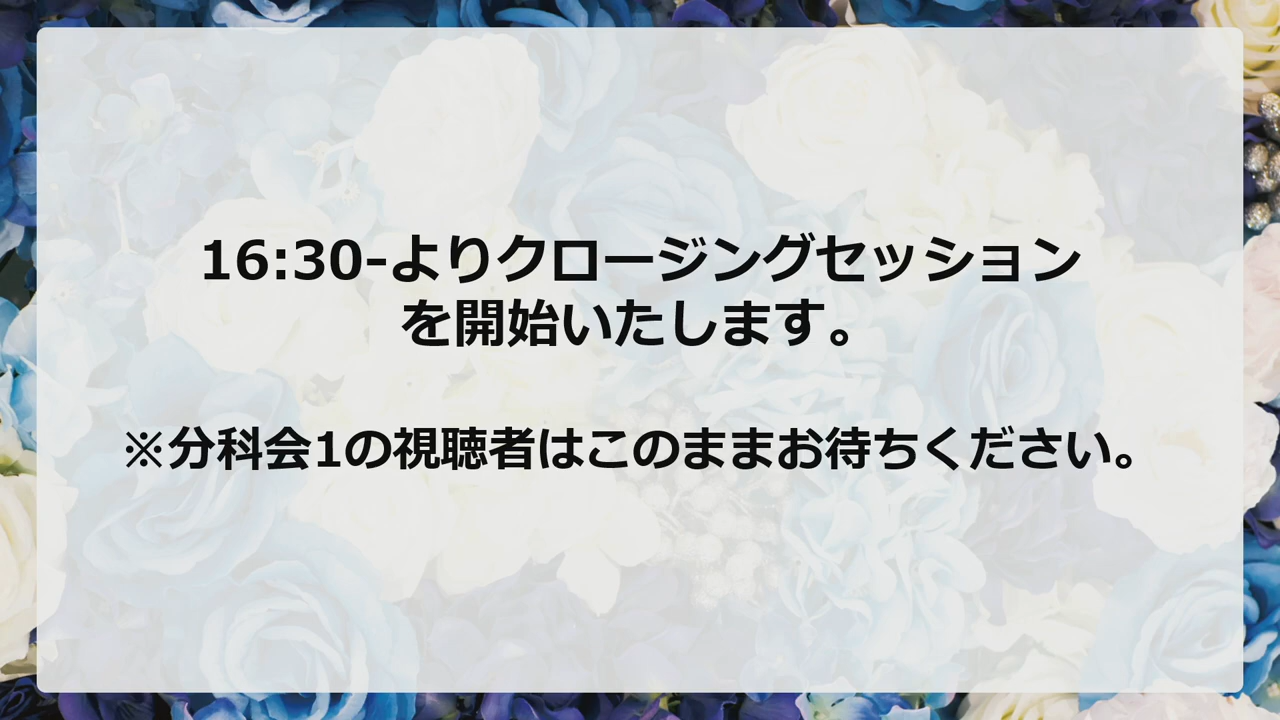 16:30-よりクロージングセッション
を開始いたします。
※分科会1の視聴者はこのままお待ちください。